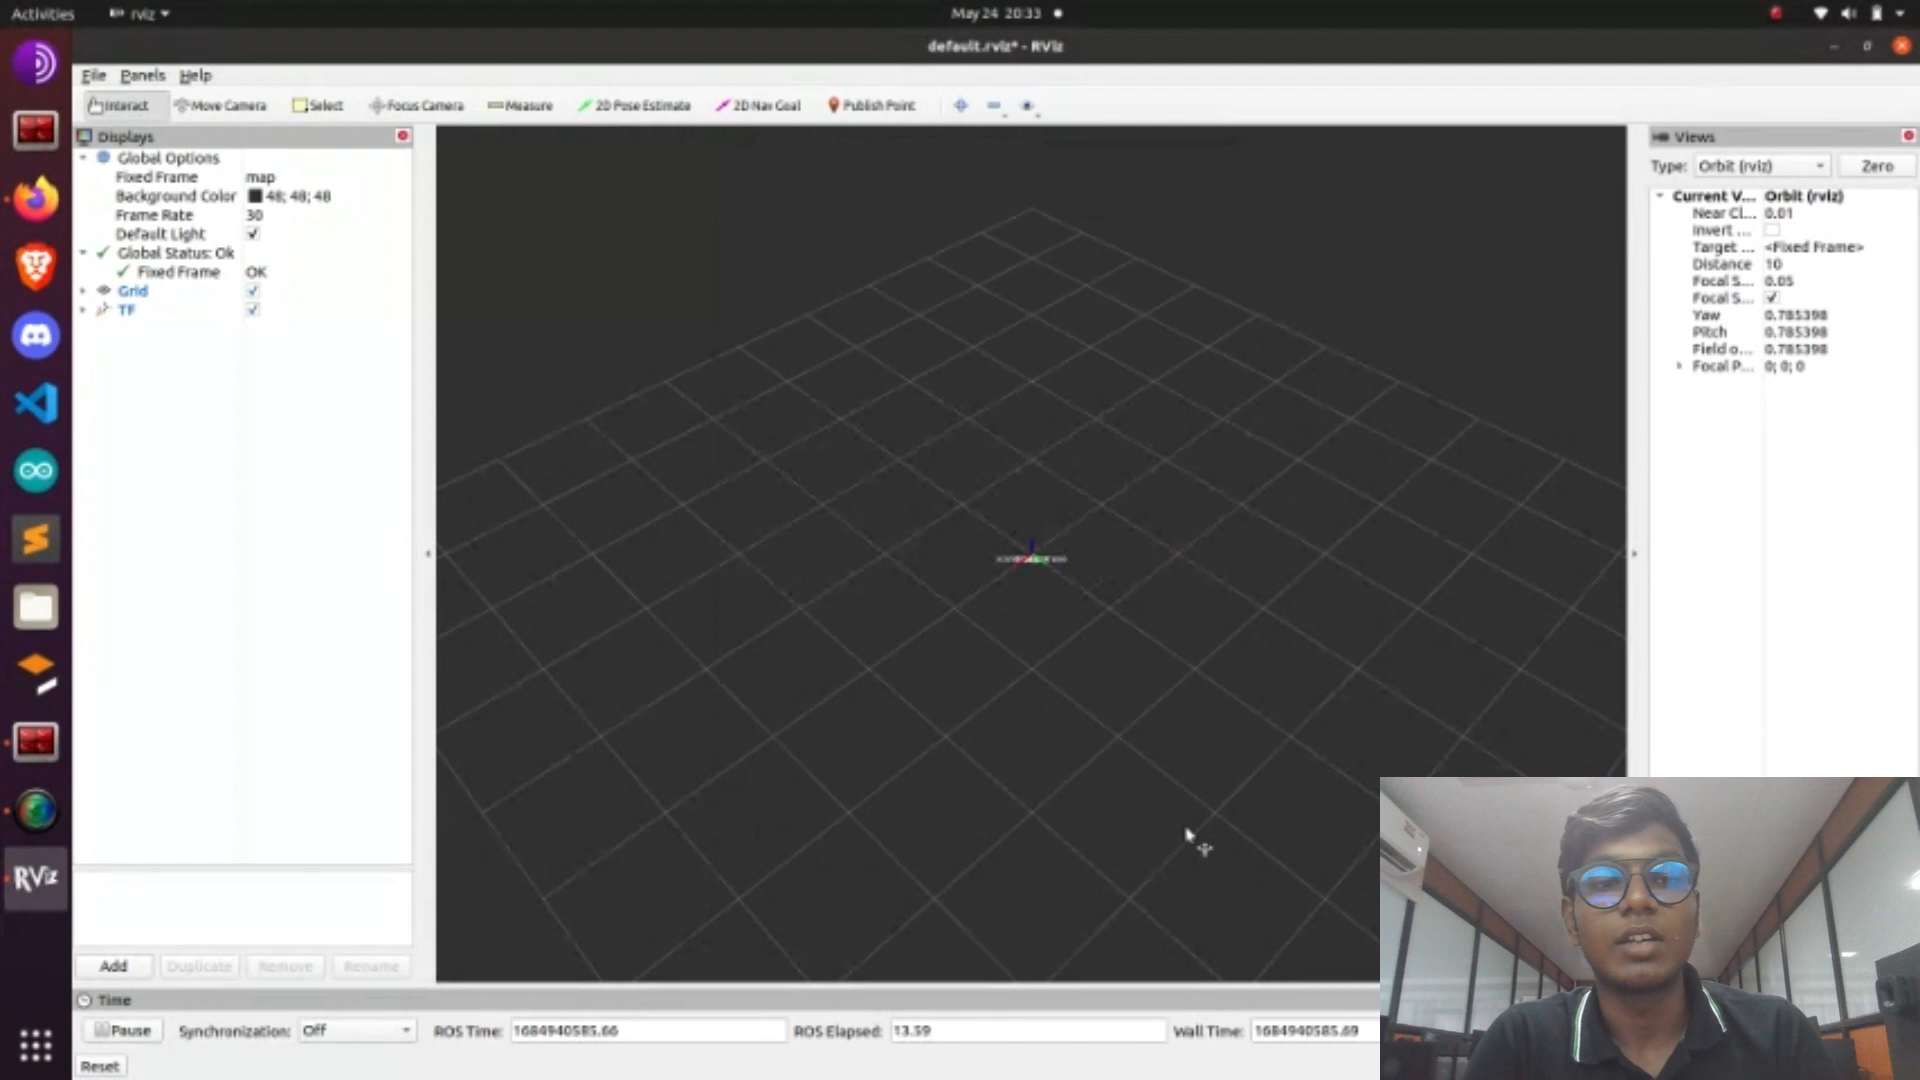 Activities rviz May 24 20:33
default.rviz* - RViz
File Panels Help
Interact Move Camera Select Focus Camera Measure 2D Pose Estimate 2D Nav Goal Publish Point
Displays
Global Options
Fixed Frame map
Background Color 48; 48; 48
Frame Rate 30
Default Light ✓
✓ Global Status: Ok
✓ Fixed Frame OK
Grid ✓
TF ✓
Add Duplicate Remove Rename
Views
Type: Orbit (rviz) Zero
Current V... Orbit (rviz)
Near Cl... 0.01
Invert ...
Target ... <Fixed Frame>
Distance 10
Focal S... 0.05
Focal S... ✓
Yaw 0.785398
Pitch 0.785398
Field o... 0.785398
Focal P... 0; 0; 0
Time
Pause Synchronization: Off ROS Time: 1684940585.66 ROS Elapsed: 13.59 Wall Time: 1684940585.69
Reset
RViz